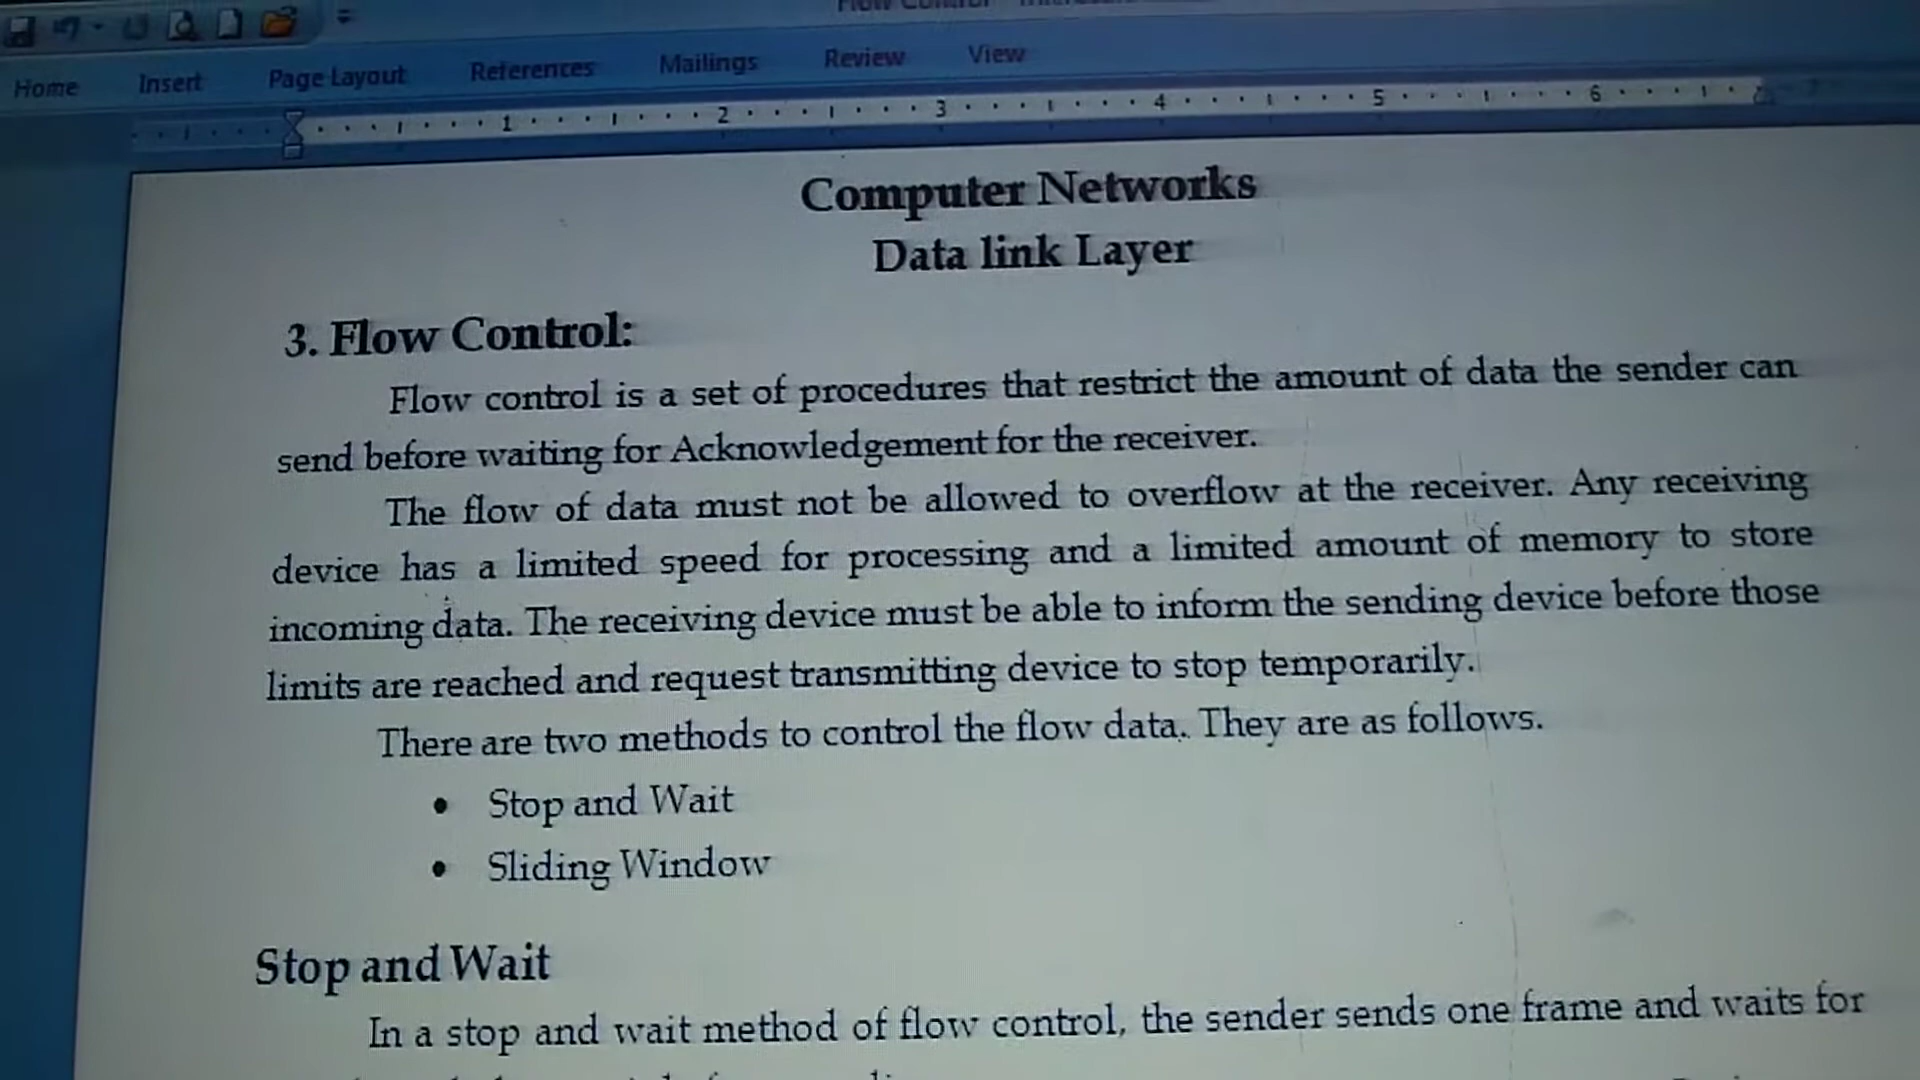 Home Insert Page Layout References Mailings Review View
1 2 3 4 5 6
Computer Networks
Data link Layer
3. Flow Control:
Flow control is a set of procedures that restrict the amount of data the sender can
send before waiting for Acknowledgement for the receiver.
The flow of data must not be allowed to overflow at the receiver. Any receiving
device has a limited speed for processing and a limited amount of memory to store
incoming data. The receiving device must be able to inform the sending device before those
limits are reached and request transmitting device to stop temporarily.
There are two methods to control the flow data. They are as follows.
• Stop and Wait
• Sliding Window
Stop and Wait
In a stop and wait method of flow control, the sender sends one frame and waits for